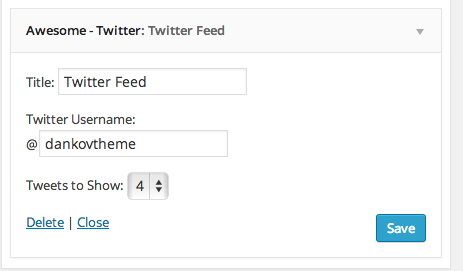 Awesome - Twitter: Twitter Feed
Title: Twitter Feed
Twitter Username:
@ dankovtheme
Tweets to Show: 4
Delete | Close
Save